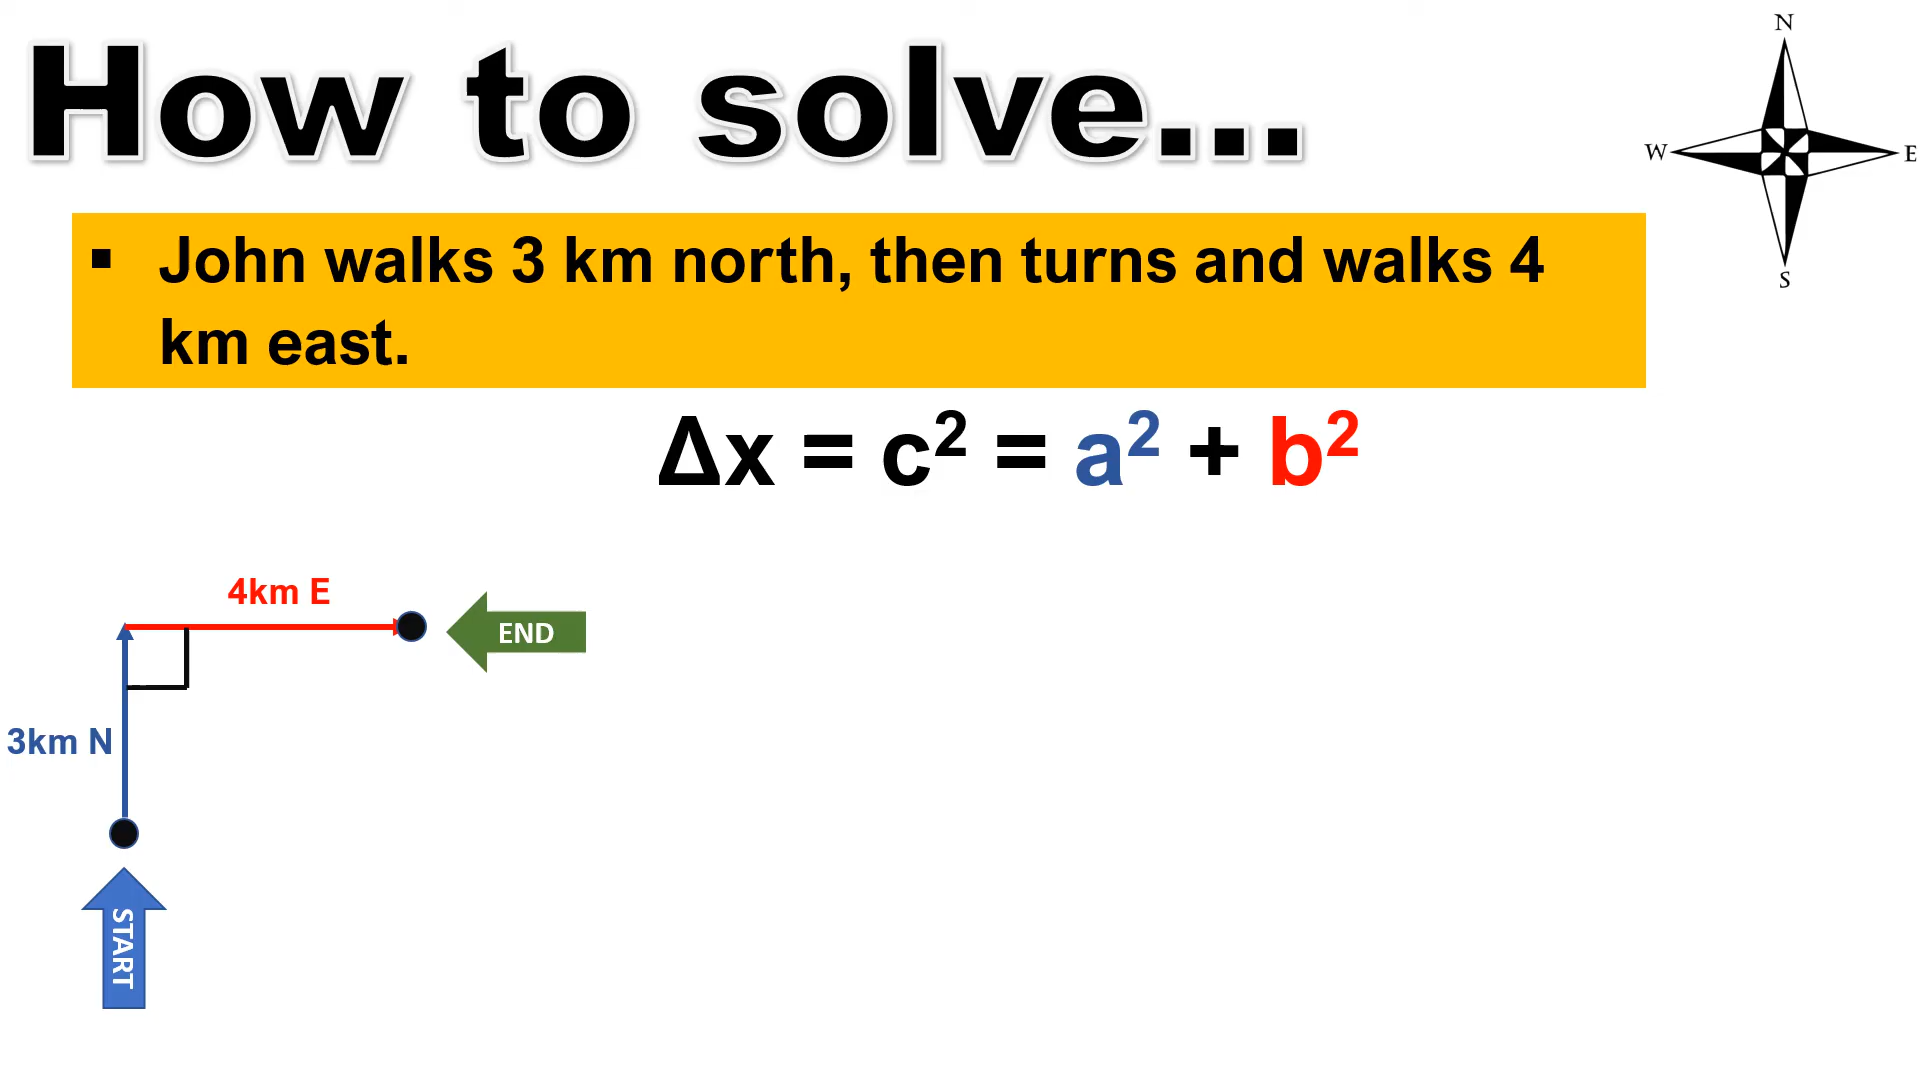 How to solve...
N
W
E
S
▪ John walks 3 km north, then turns and walks 4
km east.
Δx = c² = a² + b²
4km E
END
3km N
START